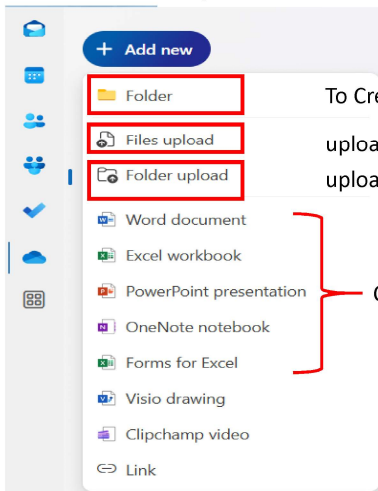 + Add new
Folder
To Cre
Files upload
uploa
Folder upload
uploa
Word document
Excel workbook
PowerPoint presentation
OneNote notebook
Forms for Excel
Visio drawing
Clipchamp video
Link